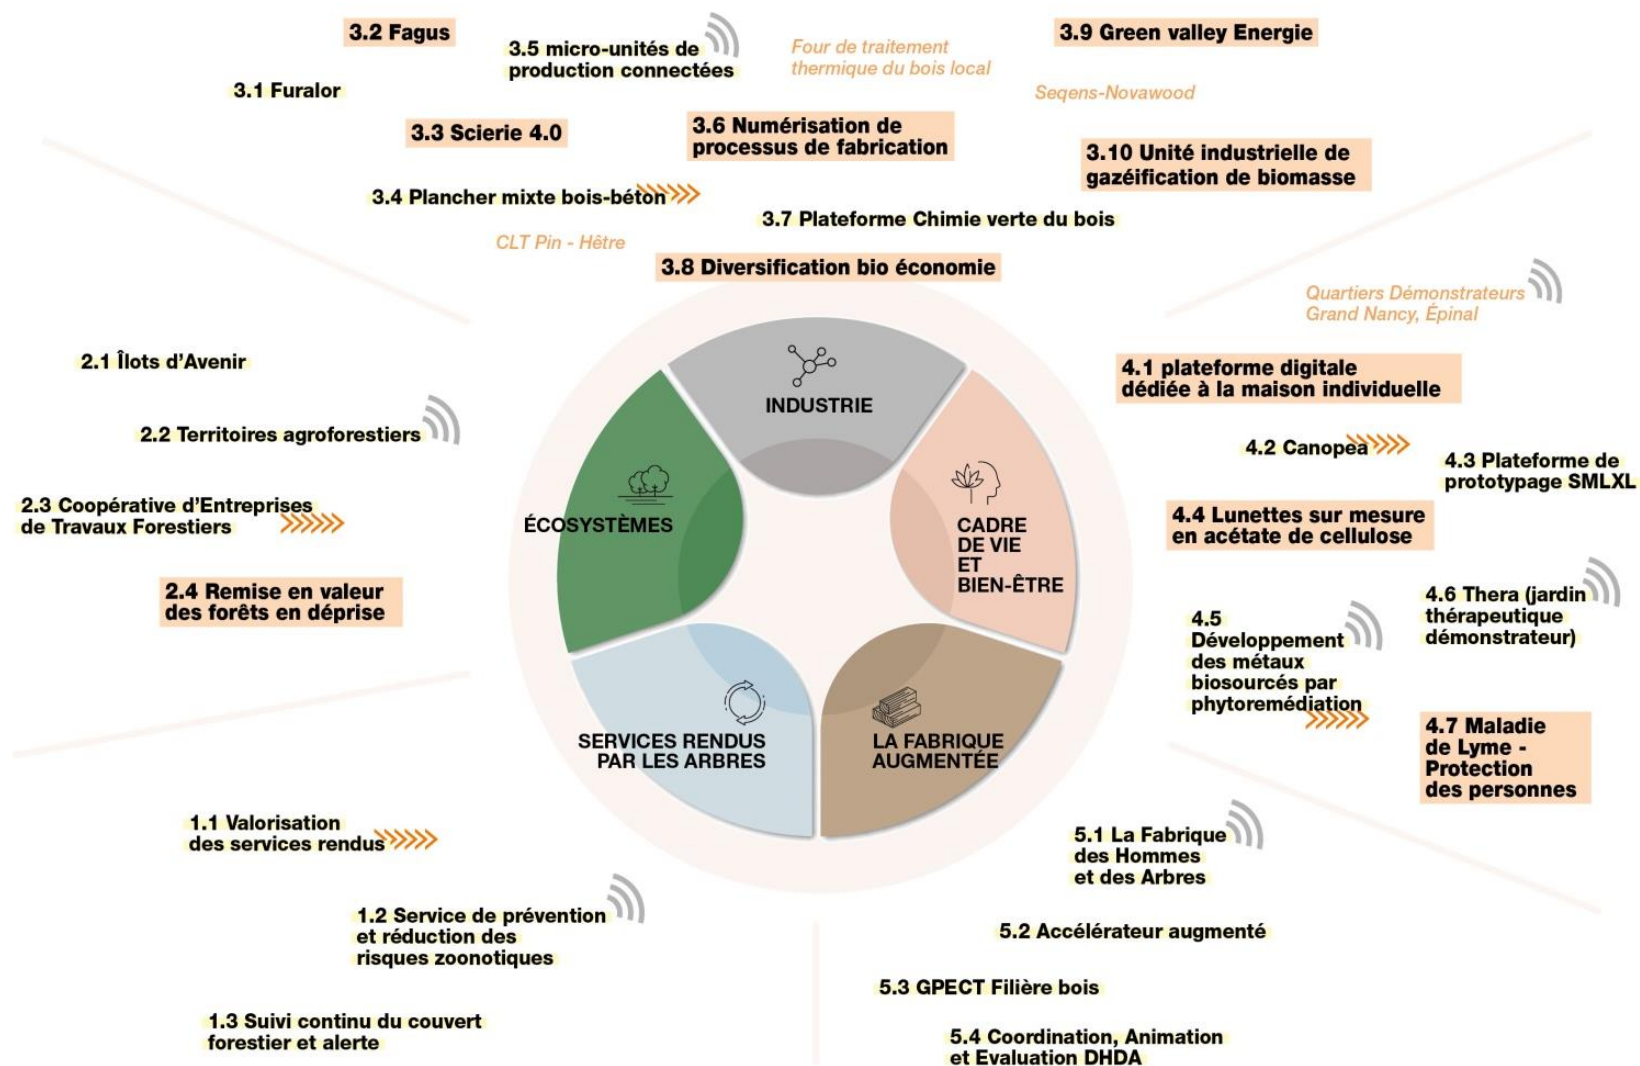 3.2 Fagus
3.5 micro-unités de
production connectées
Four de traitement
thermique du bois local
3.9 Green valley Energie
3.1 Furalor
Seqens-Novawood
3.3 Scierie 4.0
3.6 Numérisation de
processus de fabrication
3.10 Unité industrielle de
gazéification de biomasse
3.4 Plancher mixte bois-béton
3.7 Plateforme Chimie verte du bois
CLT Pin - Hêtre
3.8 Diversification bio économie
Quartiers Démonstrateurs
Grand Nancy, Épinal
2.1 Îlots d'Avenir
2.2 Territoires agroforestiers
2.3 Coopérative d'Entreprises
de Travaux Forestiers
2.4 Remise en valeur
des forêts en déprise
INDUSTRIE
ÉCOSYSTÈMES
CADRE
DE VIE
ET
BIEN-ÊTRE
SERVICES RENDUS
PAR LES ARBRES
LA FABRIQUE
AUGMENTÉE
4.1 plateforme digitale
dédiée à la maison individuelle
4.2 Canopea
4.3 Plateforme de
prototypage SMLXL
4.4 Lunettes sur mesure
en acétate de cellulose
4.5
Développement
des métaux
biosourcés par
phytoremédiation
4.6 Thera (jardin
thérapeutique
démonstrateur)
4.7 Maladie
de Lyme -
Protection
des personnes
1.1 Valorisation
des services rendus
1.2 Service de prévention
et réduction des
risques zoonotiques
1.3 Suivi continu du couvert
forestier et alerte
5.1 La Fabrique
des Hommes
et des Arbres
5.2 Accélérateur augmenté
5.3 GPECT Filière bois
5.4 Coordination, Animation
et Evaluation DHDA